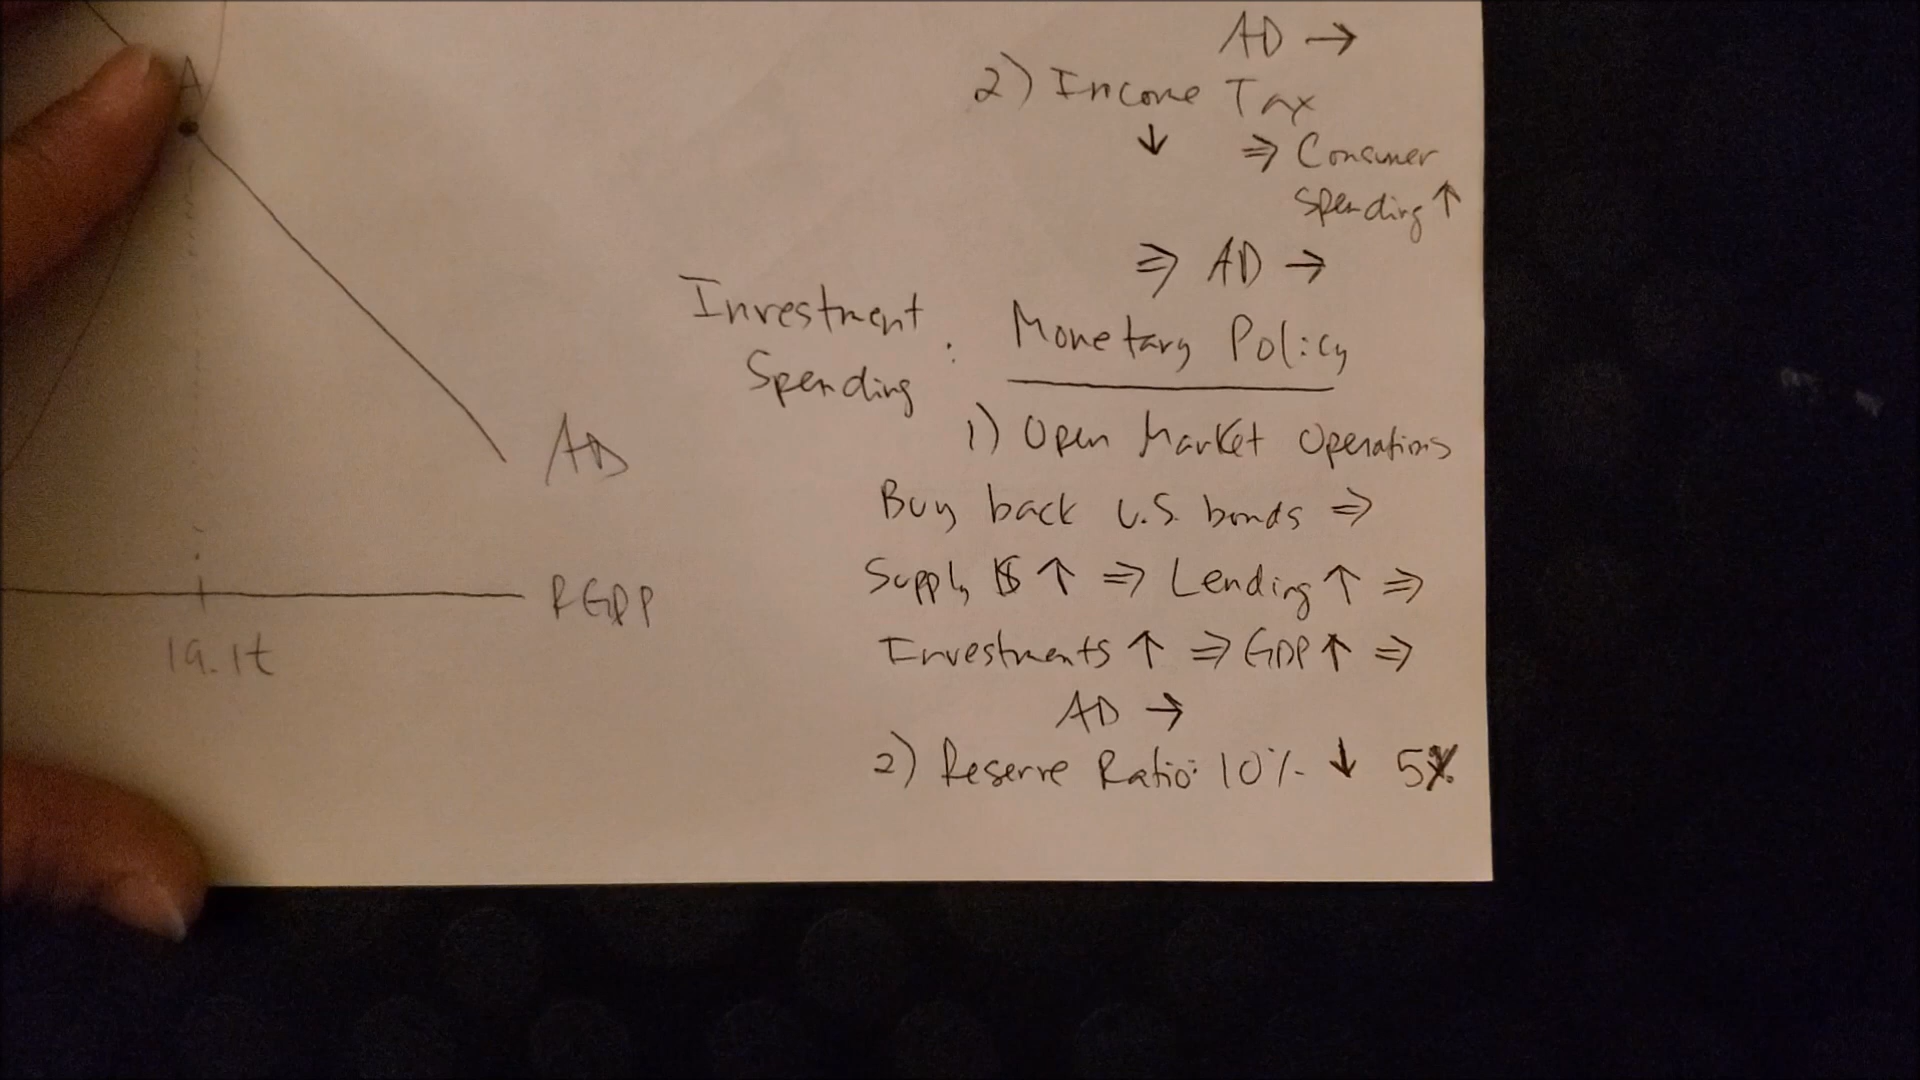 AD →
2) Income Tax
↓ ⇒ Consumer
Spending ↑
⇒ AD →
Investment
Spending : Monetary Policy
1) Open Market Operations
Buy back U.S. bonds ⇒
Supply $ ↑ ⇒ Lending ↑ ⇒
Investments ↑ ⇒ GDP ↑ ⇒
AD →
2) Reserve Ratio: 10% ↓ 5%
A
AD
RGDP
19.1t